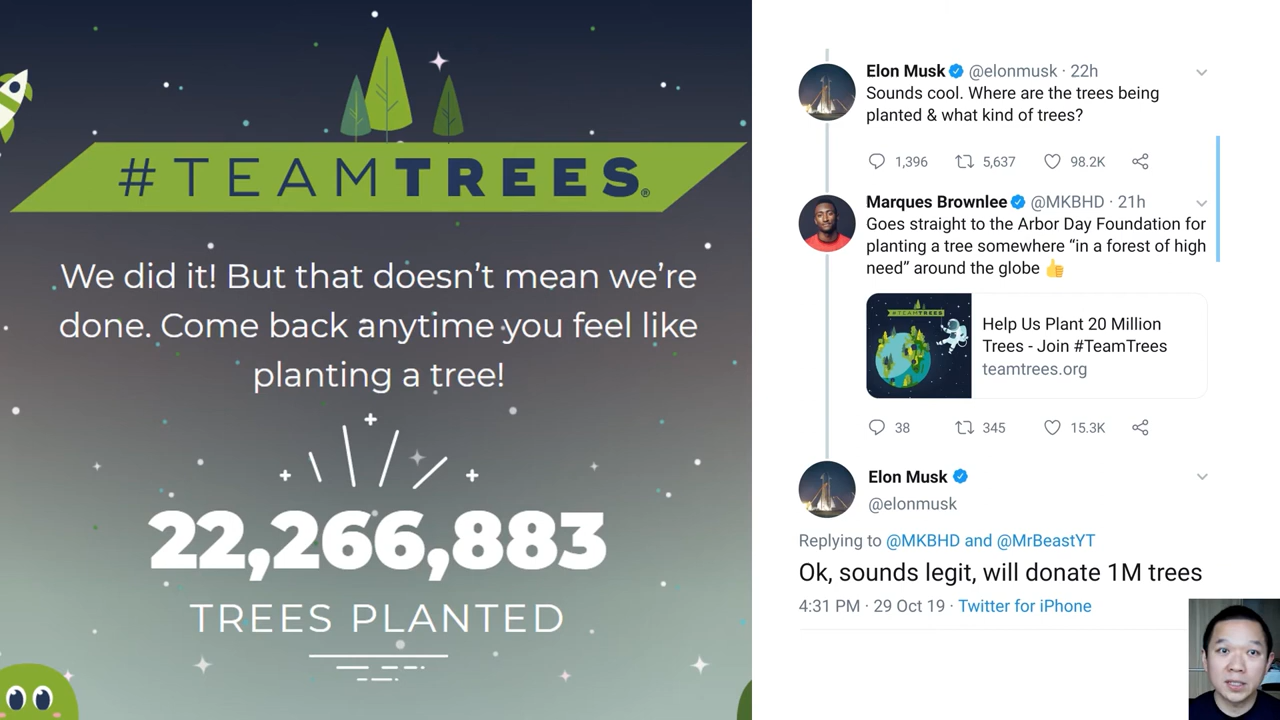 #TEAMTREES®
We did it! But that doesn't mean we're
done. Come back anytime you feel like
planting a tree!
22,266,883
TREES PLANTED
Elon Musk @elonmusk · 22h
Sounds cool. Where are the trees being
planted & what kind of trees?
1,396 5,637 98.2K
Marques Brownlee @MKBHD · 21h
Goes straight to the Arbor Day Foundation for
planting a tree somewhere “in a forest of high
need” around the globe 👍
#TEAMTREES
Help Us Plant 20 Million
Trees - Join #TeamTrees
teamtrees.org
38 345 15.3K
Elon Musk
@elonmusk
Replying to @MKBHD and @MrBeastYT
Ok, sounds legit, will donate 1M trees
4:31 PM · 29 Oct 19 · Twitter for iPhone